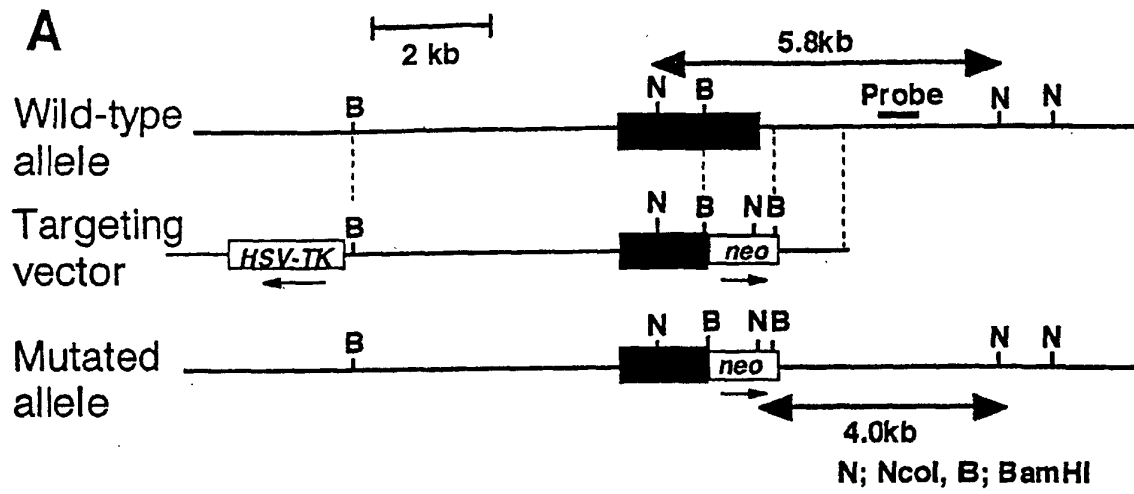 A
2 kb
5.8kb
Wild-type
allele
B
N
B
Probe
N
N
Targeting
vector
HSV-TK
B
N
B
N
B
neo
Mutated
allele
B
N
B
N
B
neo
N
N
4.0kb
N; NcoI, B; BamHI